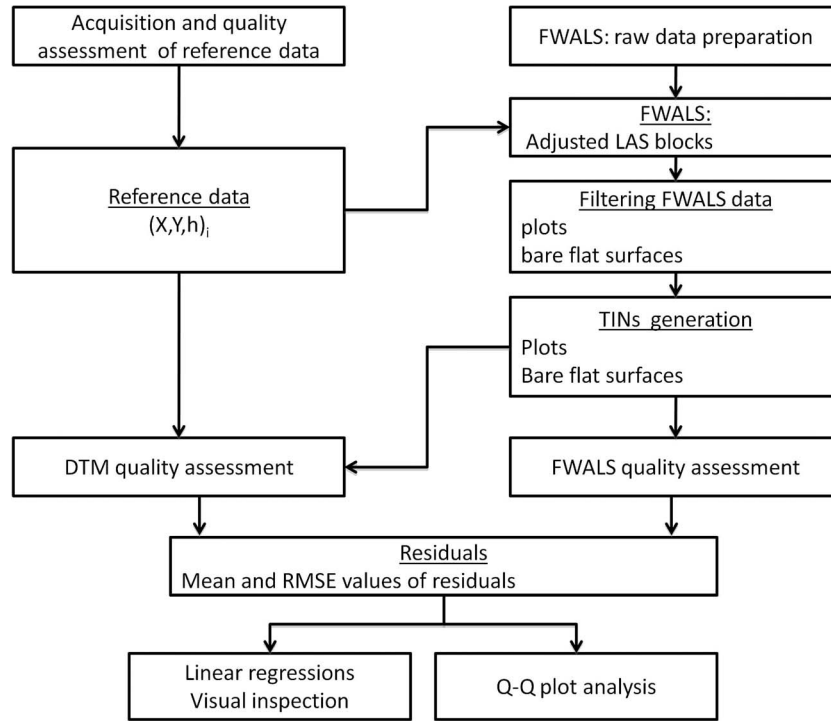 Acquisition and quality
assessment of reference data
FWALS: raw data preparation
FWALS:
Adjusted LAS blocks
Reference data
(X,Y,h)i
Filtering FWALS data
plots
bare flat surfaces
TINs generation
Plots
Bare flat surfaces
DTM quality assessment
FWALS quality assessment
Residuals
Mean and RMSE values of residuals
Linear regressions
Visual inspection
Q-Q plot analysis